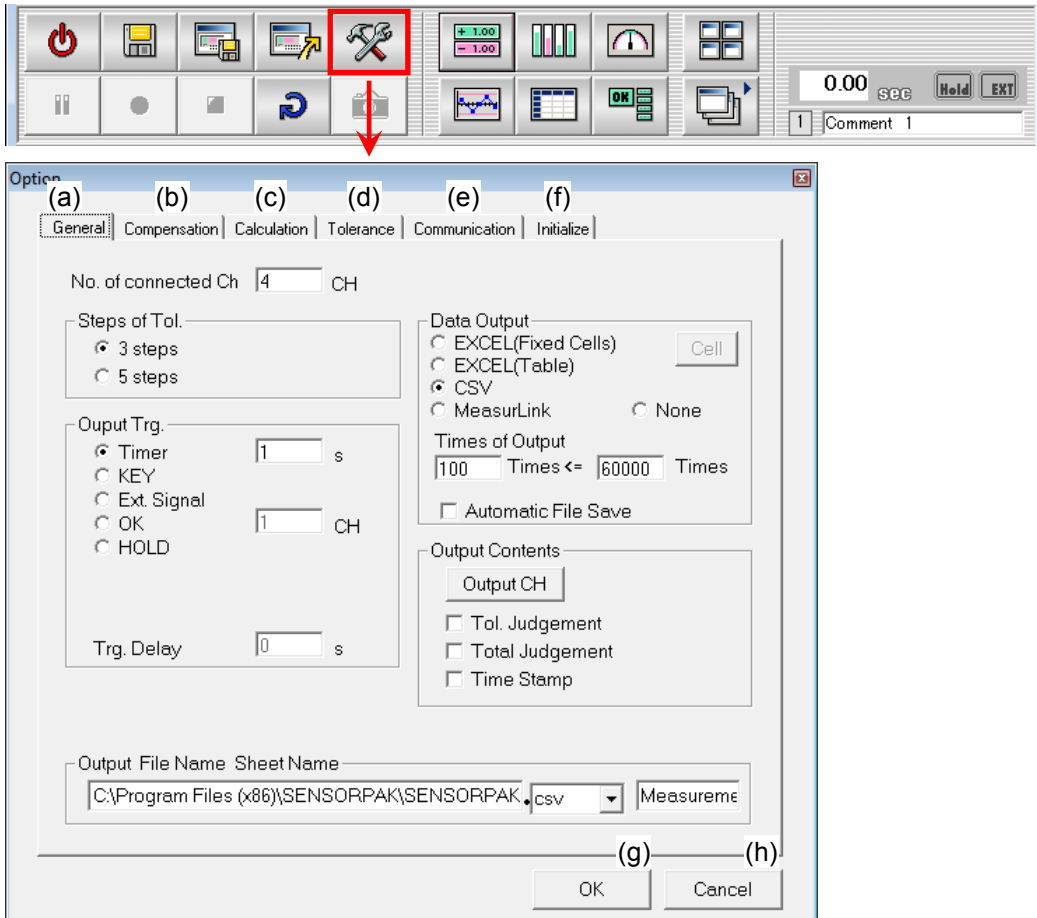 + 1.00
- 1.00
OK
0.00 sec Hold EXT
1 Comment 1
Option
(a) (b) (c) (d) (e) (f)
General Compensation Calculation Tolerance Communication Initialize
No. of connected Ch 4 CH
Steps of Tol.
3 steps
5 steps
Ouput Trg.
Timer 1 s
KEY
Ext. Signal
OK 1 CH
HOLD
Trg. Delay 0 s
Data Output
EXCEL(Fixed Cells) Cell
EXCEL(Table)
CSV
MeasurLink None
Times of Output
100 Times <= 60000 Times
Automatic File Save
Output Contents
Output CH
Tol. Judgement
Total Judgement
Time Stamp
Output File Name Sheet Name
C:\Program Files (x86)\SENSORPAK\SENSORPAK . csv Measureme
(g) (h)
OK Cancel